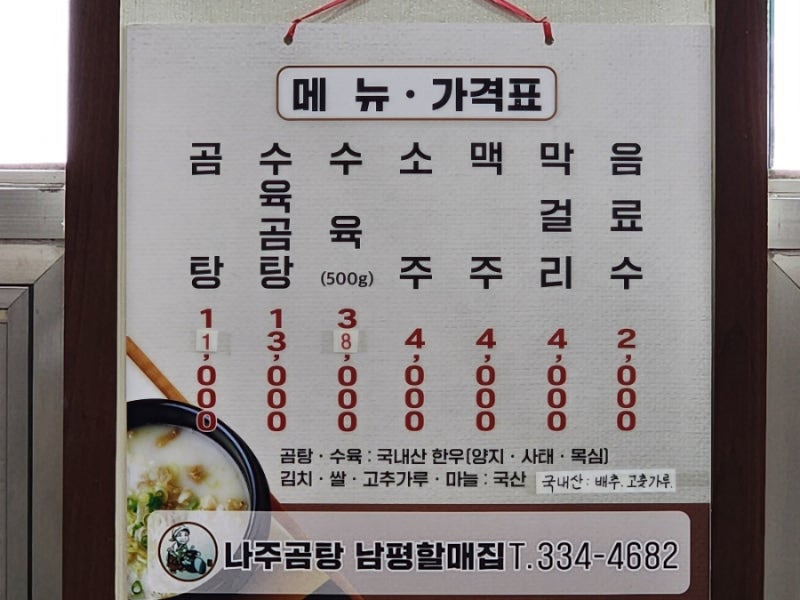 메 뉴 · 가격표
곰탕 11,000
수육곰탕 13,000
수육 (500g) 38,000
소주 4,000
맥주 4,000
막걸리 4,000
음료수 2,000
곰탕 · 수육 : 국내산 한우(양지 · 사태 · 목심)
김치 · 쌀 · 고추가루 · 마늘 : 국산 국내산 : 배추. 고춧가루.
나주곰탕 남평할매집 T.334-4682